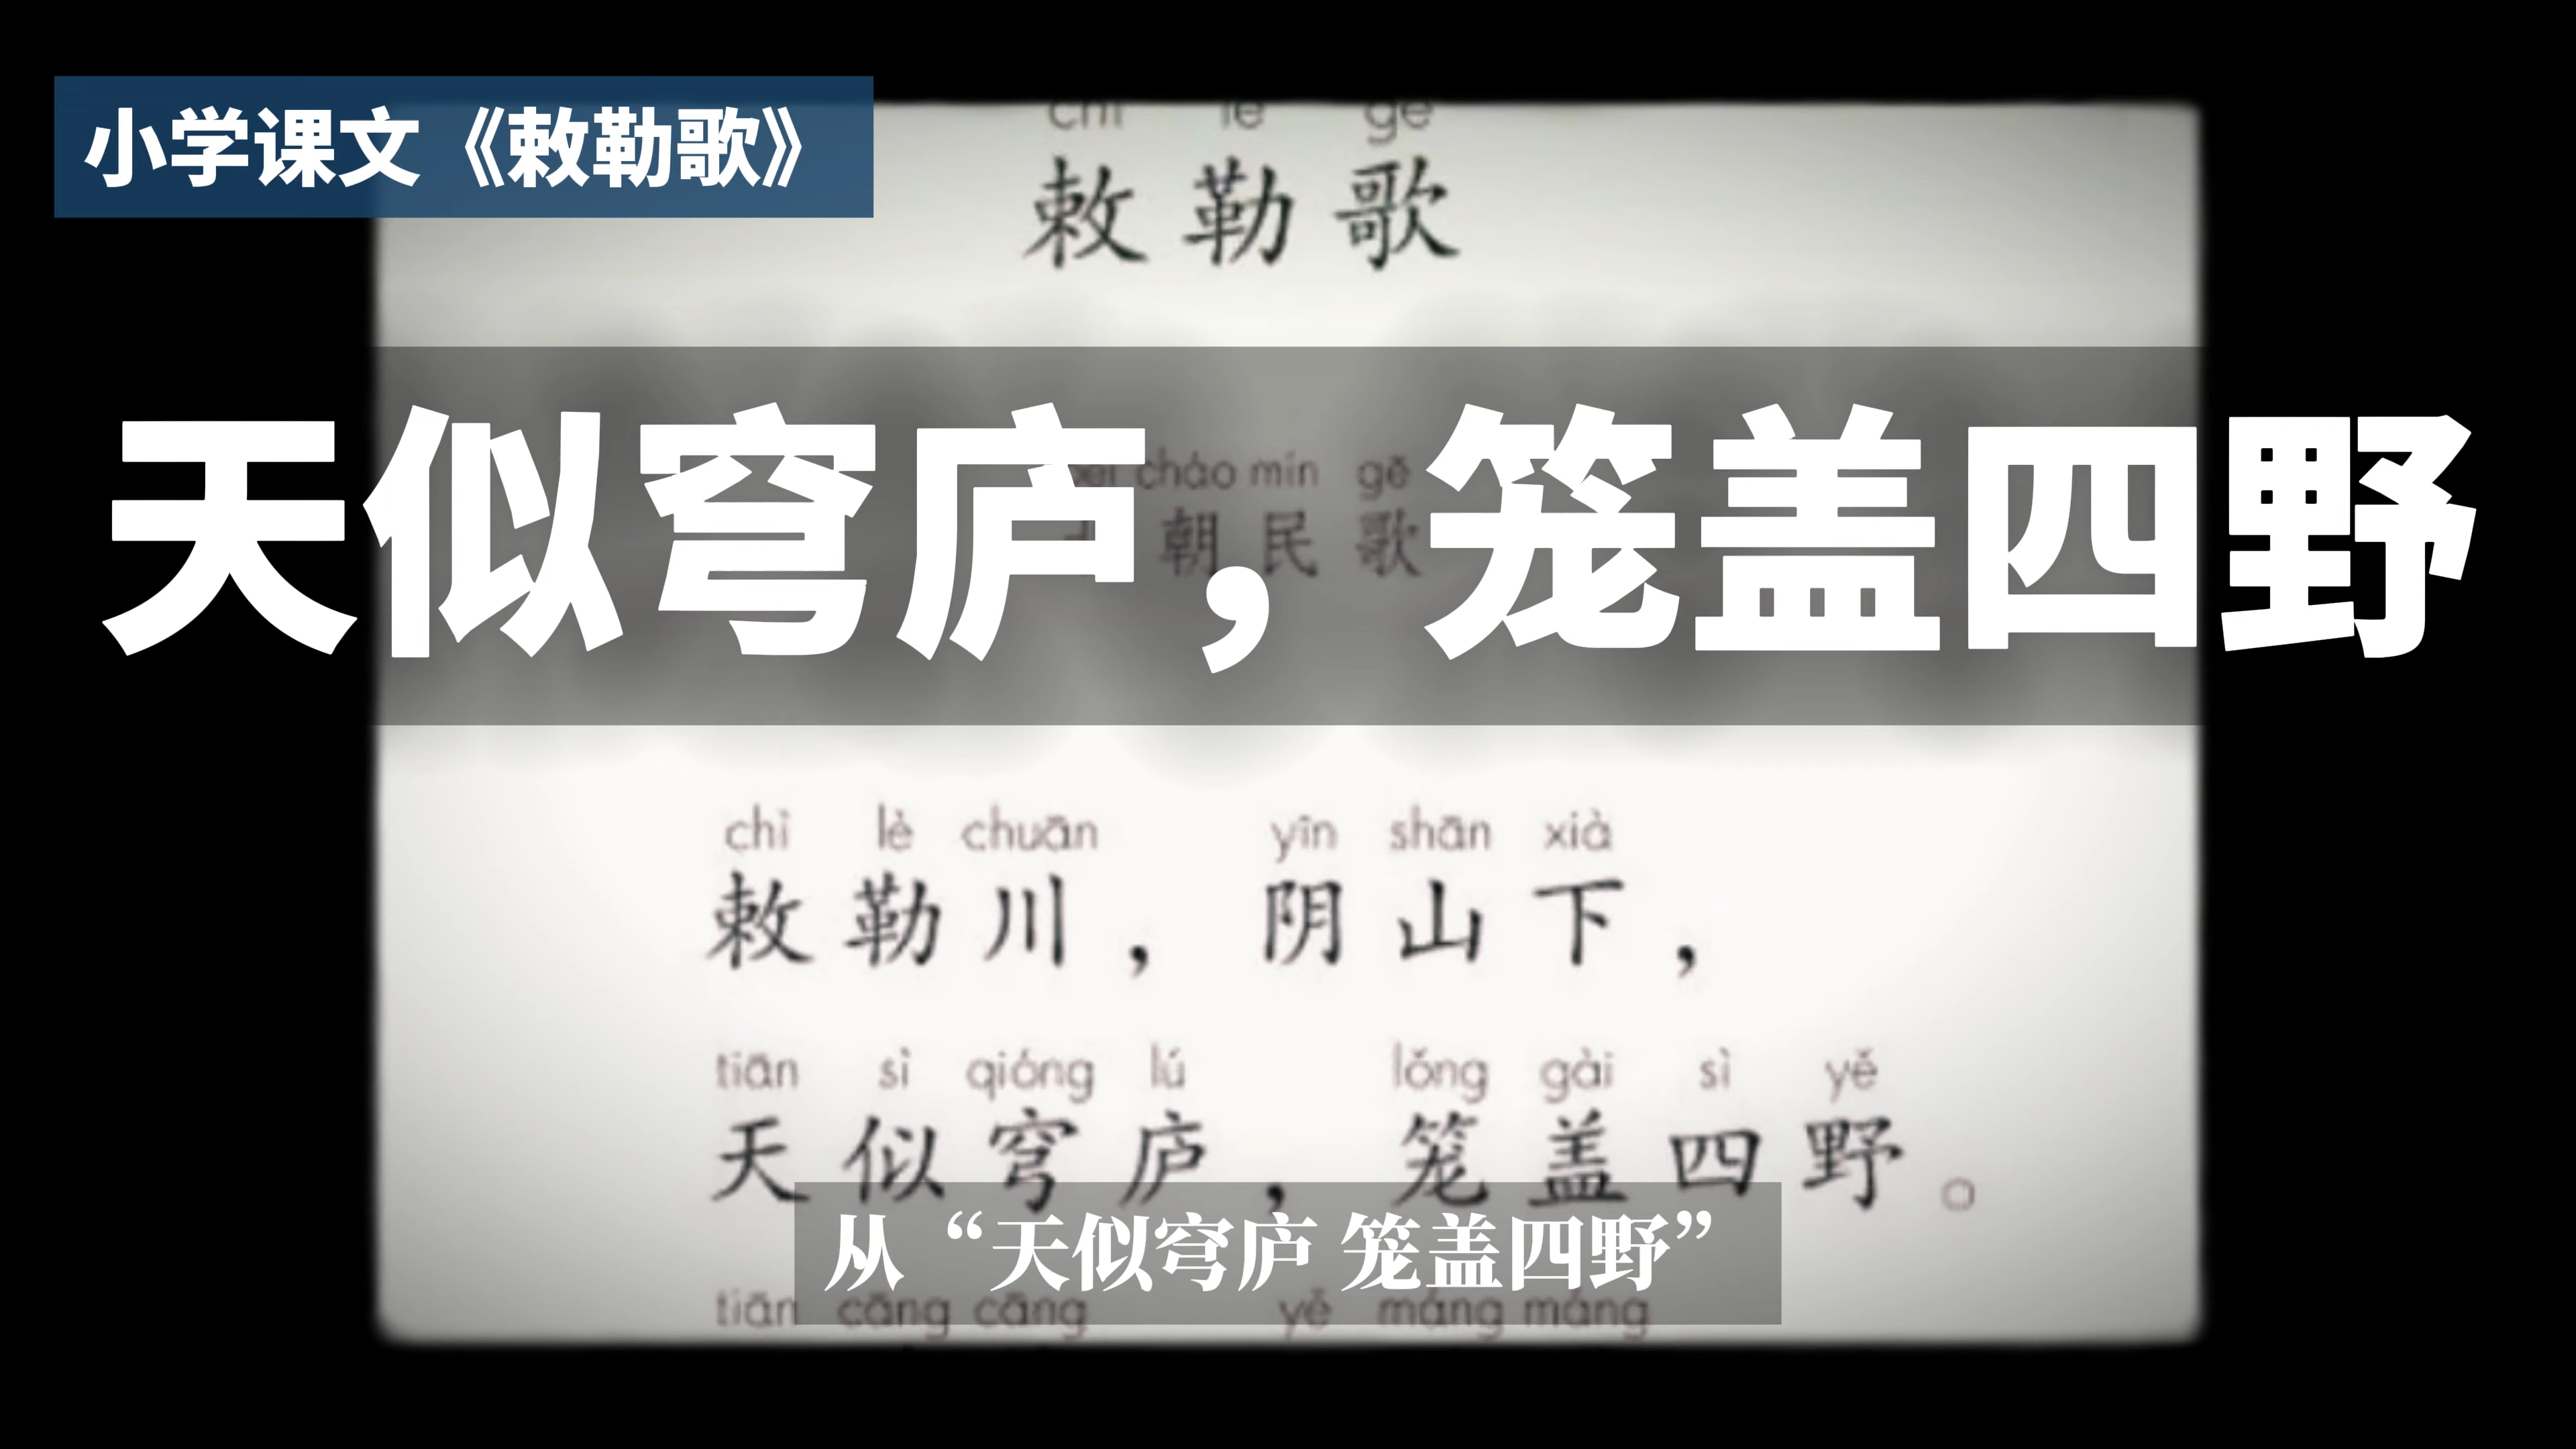 小学课文《敕勒歌》
chì lè gē
敕勒歌
天似穹庐，笼盖四野
běi cháo mín gē
朝民歌
chì lè chuān yīn shān xià
敕勒川，阴山下，
tiān sì qióng lú lǒng gài sì yě
天似穹庐，笼盖四野。
从“天似穹庐 笼盖四野”
tiān cāng cāng yě máng máng